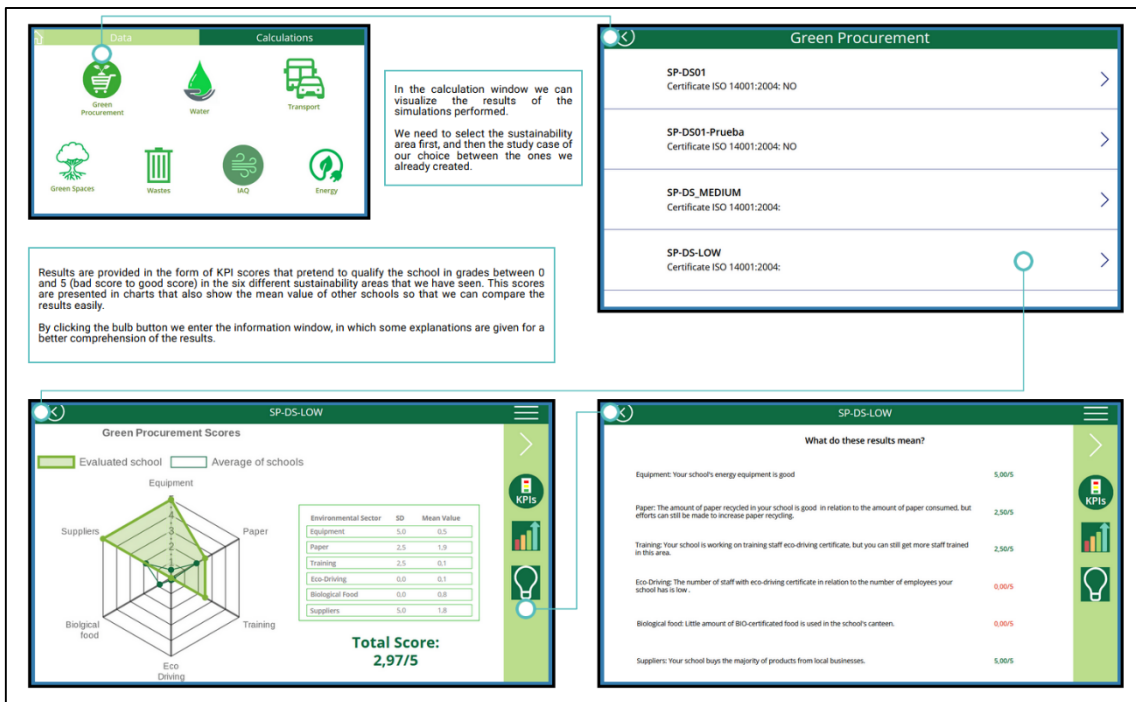 Data
Calculations
Green
Procurement
Water
Transport
Green Spaces
Wastes
IAQ
Energy
In the calculation window we can
visualize the results of the
simulations performed.
We need to select the sustainability
area first, and then the study case of
our choice between the ones we
already created.
Green Procurement
SP-DS01
Certificate ISO 14001:2004: NO
SP-DS01-Prueba
Certificate ISO 14001:2004: NO
SP-DS_MEDIUM
Certificate ISO 14001:2004:
SP-DS-LOW
Certificate ISO 14001:2004:
Results are provided in the form of KPI scores that pretend to qualify the school in grades between 0
and 5 (bad score to good score) in the six different sustainability areas that we have seen. This scores
are presented in charts that also show the mean value of other schools so that we can compare the
results easily.
By clicking the bulb button we enter the information window, in which some explanations are given for a
better comprehension of the results.
SP-DS-LOW
Green Procurement Scores
Evaluated school
Average of schools
Equipment
Paper
Training
Eco
Driving
Biolgical
food
Suppliers
5
4
3
2
1
Environmental Sector SD Mean Value
Equipment 5,0 0,5
Paper 2,5 1,9
Training 2,5 0,1
Eco-Driving 0,0 0,1
Biological Food 0,0 0,8
Suppliers 5,0 1,8
Total Score:
2,97/5
KPIs
SP-DS-LOW
What do these results mean?
Equipment: Your school's energy equipment is good 5,00/5
Paper: The amount of paper recycled in your school is good in relation to the amount of paper consumed, but
efforts can still be made to increase paper recycling. 2,50/5
Training: Your school is working on training staff eco-driving certificate, but you can still get more staff trained
in this area. 2,50/5
Eco-Driving: The number of staff with eco-driving certificate in relation to the number of employees your
school has is low . 0,00/5
Biological food: Little amount of BIO-certificated food is used in the school's canteen. 0,00/5
Suppliers: Your school buys the majority of products from local businesses. 5,00/5
KPIs